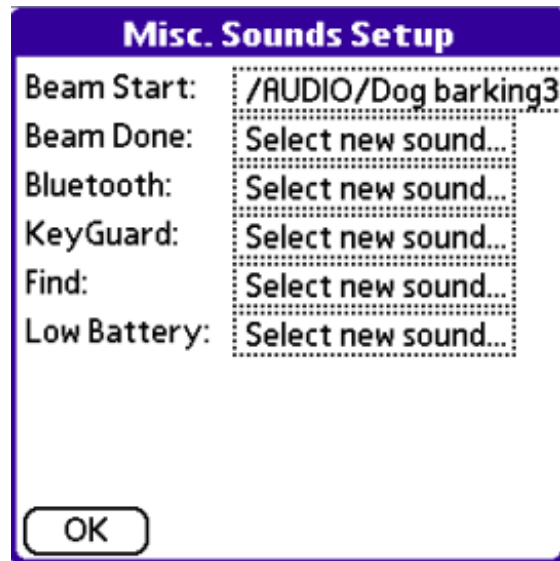 Misc. Sounds Setup
Beam Start: /AUDIO/Dog barking3
Beam Done: Select new sound...
Bluetooth: Select new sound...
KeyGuard: Select new sound...
Find: Select new sound...
Low Battery: Select new sound...
OK